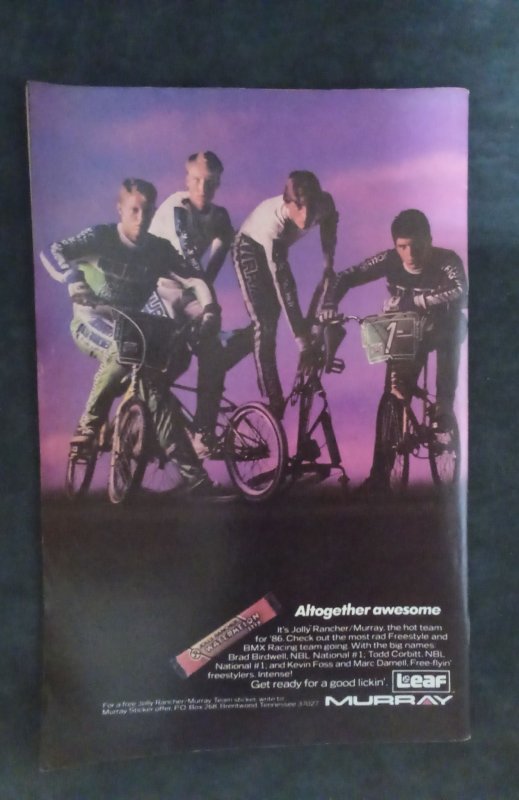 1
Altogether awesome
It's Jolly Rancher/Murray, the hot team
for '86. Check out the most rad Freestyle and
BMX Racing team going. With the big names.
Brad Birdwell, NBL National #1; Todd Corbitt, NBL
National #1; and Kevin Foss and Marc Darnell, Free-flyin'
freestylers. Intense!
Get ready for a good lickin'.
Leaf
For a free Jolly Rancher/Murray Team sticker, write to:
Murray Sticker offer, P.O. Box 268, Brentwood, Tennessee 37027
MURRAY